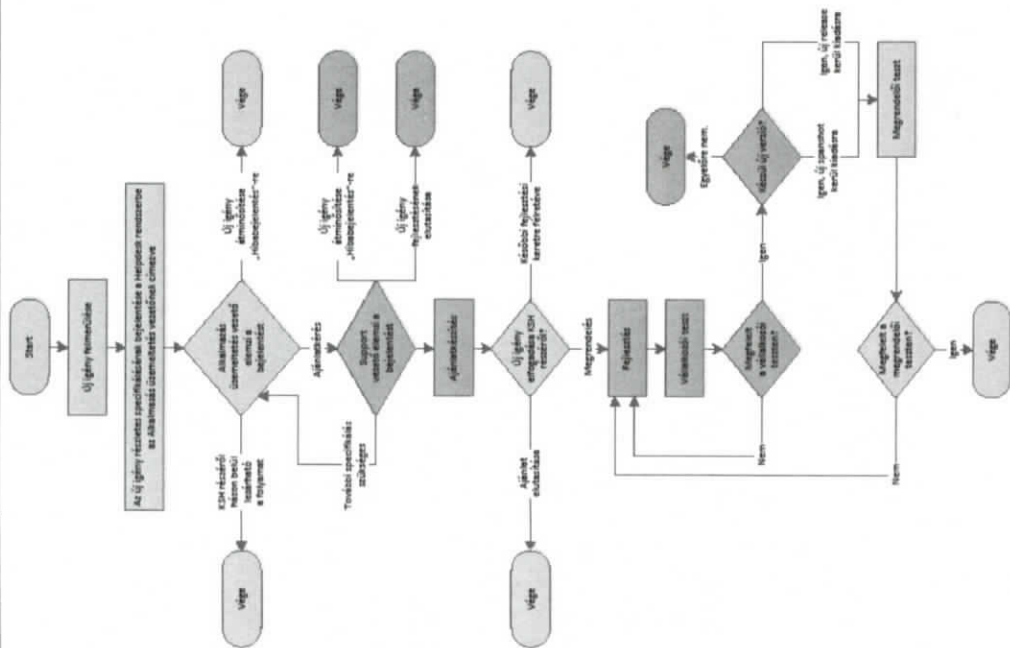 Start
Új igény felmerülése
Az új igény részletes specifikációjának bejelentése a Helpdesk rendszerbe
az Alkalmazás üzemeltetés vezetőnek címezve
Alkalmazás
üzemeltetés vezető
elemzi a
bejelentést
Új igény
átminősítése
„Hibabejelentés"-re
Vége
KSH részéről
házon belül
lezárható
a folyamat
Vége
Ajánlatkérés
Support
vezető elemzi a
bejelentést
További specifikálás
szükséges
Új igény
átminősítése
„Hibabejelentés"-re
Vége
Új igény
fejlesztésének
elutasítása
Vége
Ajánlatkészítés
Új igény
elfogadása KSH
részéről?
Későbbi fejlesztési
keretre félretéve
Vége
Ajánlat
elutasítása
Vége
Megrendelés
Fejlesztés
Vállalkozói teszt
Megfelelt
a vállalkozói
teszten?
Nem
Igen
Készül új verzió?
Egyelőre nem.
Vége
Igen, új release
kerül kiadásra
Igen, új spanshot
kerül kiadásra
Megrendelői teszt
Megfelelt a
megrendelői
teszten?
Nem
Igen
Vége